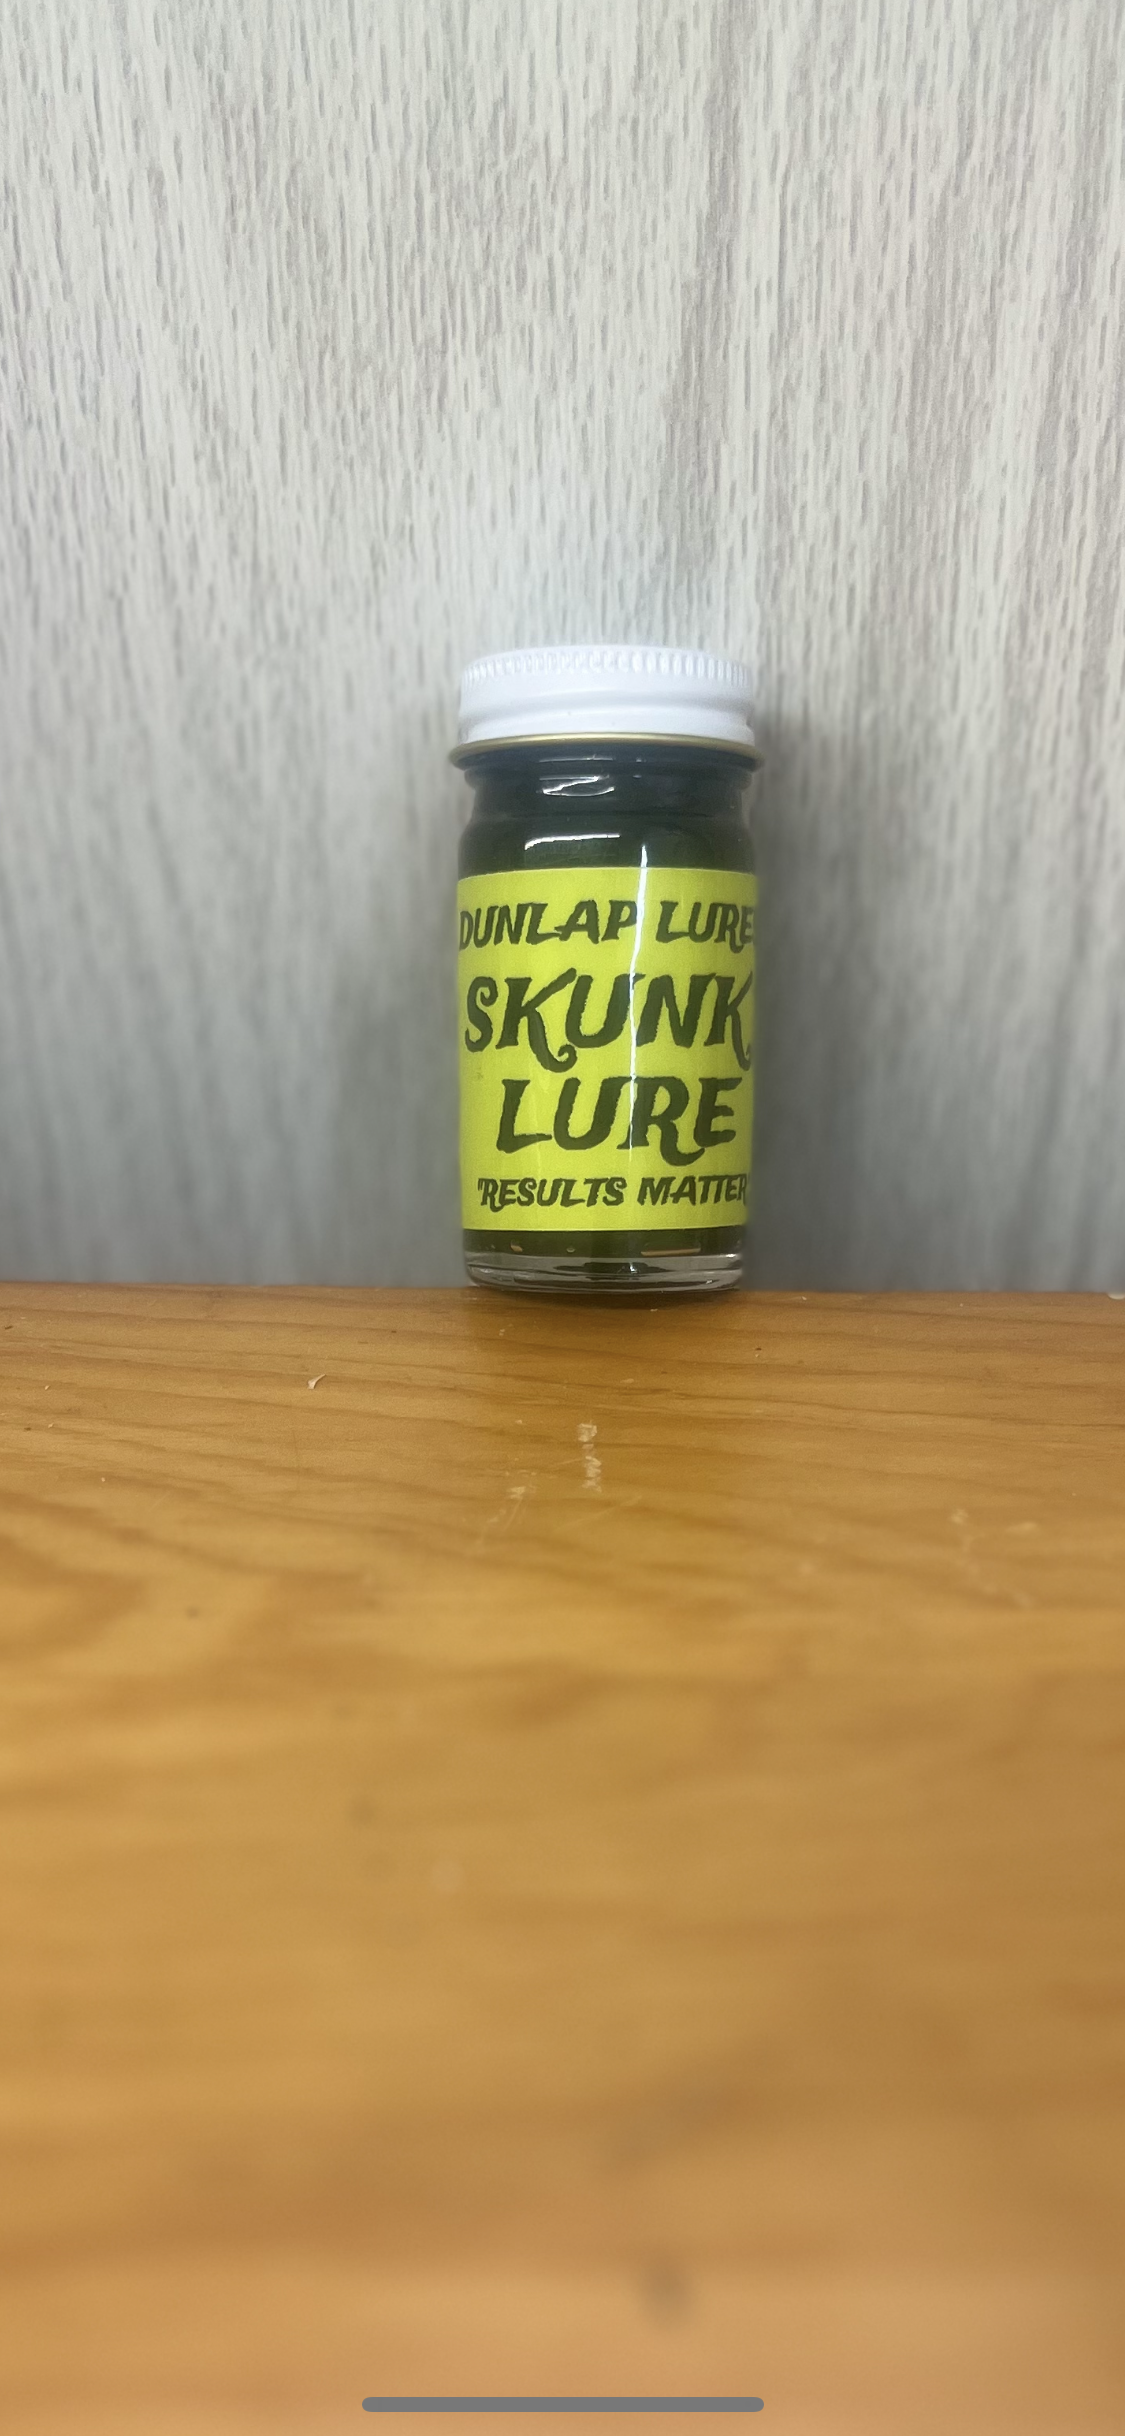 DUNLAP LURES
SKUNK
LURE
"RESULTS MATTER"